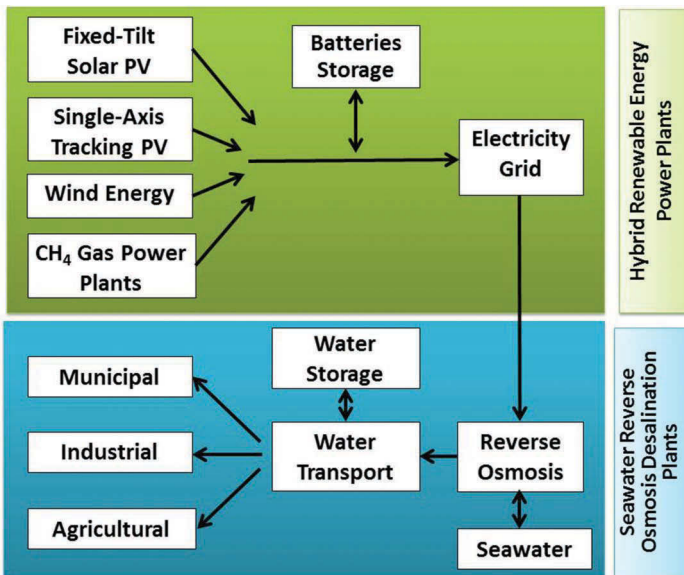 Fixed-Tilt
Solar PV
Batteries
Storage
Single-Axis
Tracking PV
Electricity
Grid
Wind Energy
CH₄ Gas Power
Plants
Hybrid Renewable Energy
Power Plants
Municipal
Water
Storage
Industrial
Water
Transport
Reverse
Osmosis
Agricultural
Seawater
Seawater Reverse
Osmosis Desalination
Plants